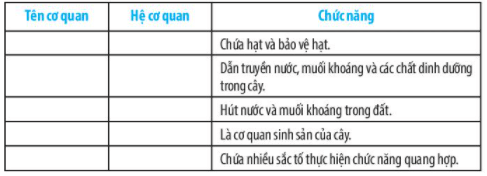 Tên cơ quan Hệ cơ quan Chức năng
Chứa hạt và bảo vệ hạt.
Dẫn truyền nước, muối khoáng và các chất dinh dưỡng
trong cây.
Hút nước và muối khoáng trong đất.
Là cơ quan sinh sản của cây.
Chứa nhiều sắc tố thực hiện chức năng quang hợp.